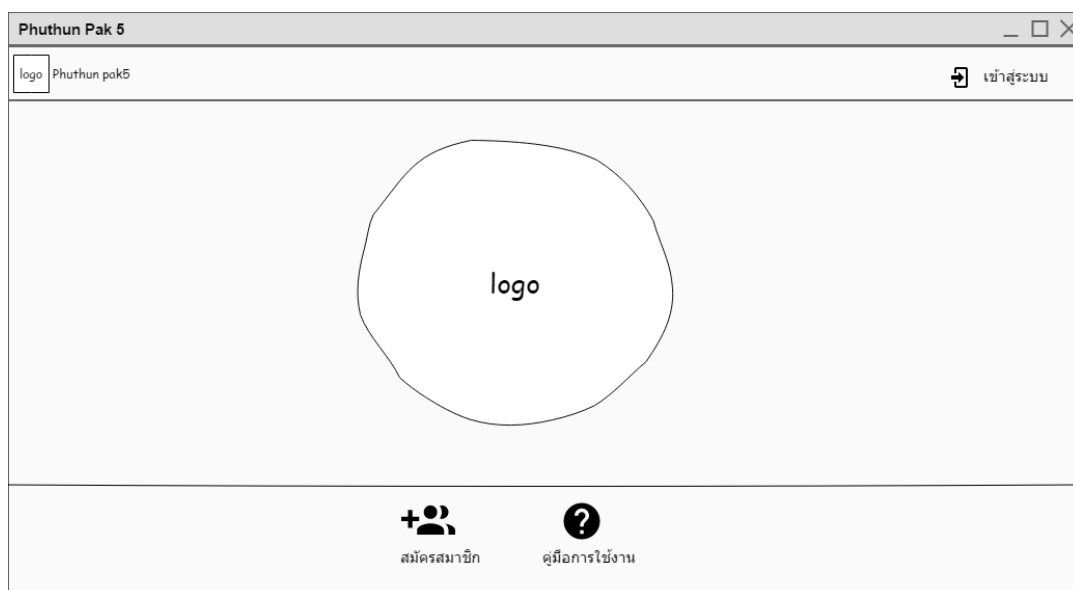 Phuthun Pak 5
logo Phuthun pak5
เข้าสู่ระบบ
logo
สมัครสมาชิก
คู่มือการใช้งาน